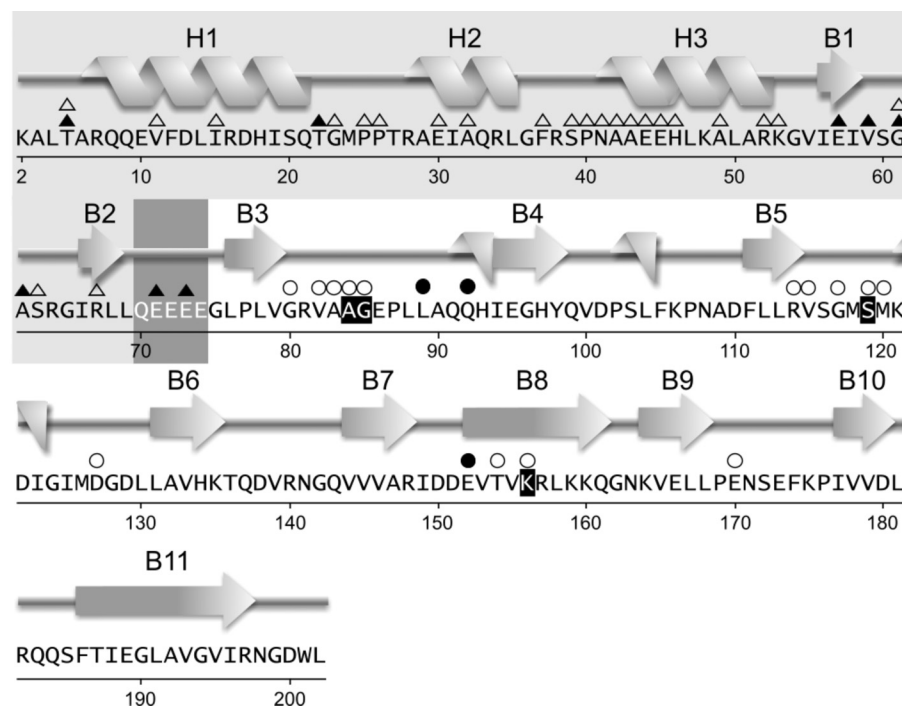 H1 H2 H3 B1
KALTARQQEVFDLIRDHISQTGMPPTRAEIAQRLGFRSPNAAEEHLKALARKGVIEIVSG
2 10 20 30 40 50 60
B2 B3 B4 B5
ASRGIRLLQEEEEGLPLVGRVAAGEPLLAQQHIEGHYQVDPSLFKPNADFLLRVSGMSMK
70 80 90 100 110 120
B6 B7 B8 B9 B10
DIGIMDGDLLAVHKTQDVRNGQVVVARIDDEVTVKRLKKQGNKVELLPENSEFKPIVVDL
130 140 150 160 170 180
B11
RQQSFTIEGLAVGVIRNGDWL
190 200